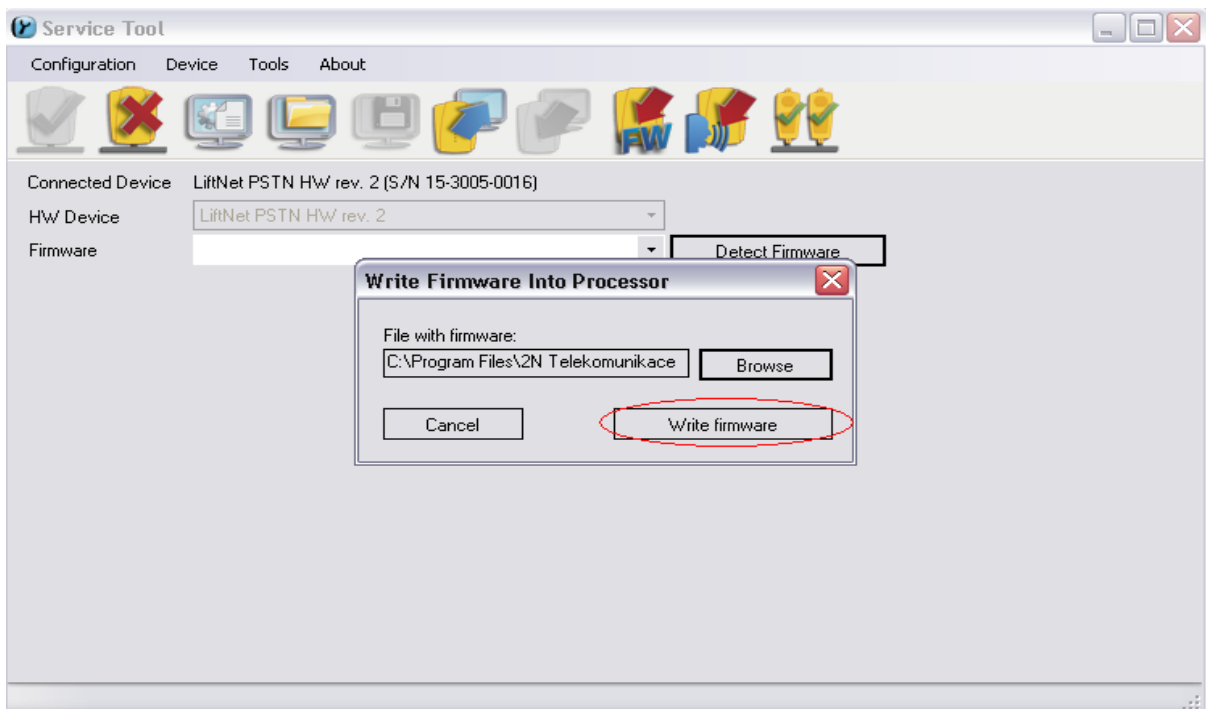 Service Tool
Configuration Device Tools About
FW
Connected Device LiftNet PSTN HW rev. 2 (S/N 15-3005-0016)
HW Device LiftNet PSTN HW rev. 2
Firmware Detect Firmware
Write Firmware Into Processor
File with firmware:
C:\Program Files\2N Telekomunikace Browse
Cancel Write firmware